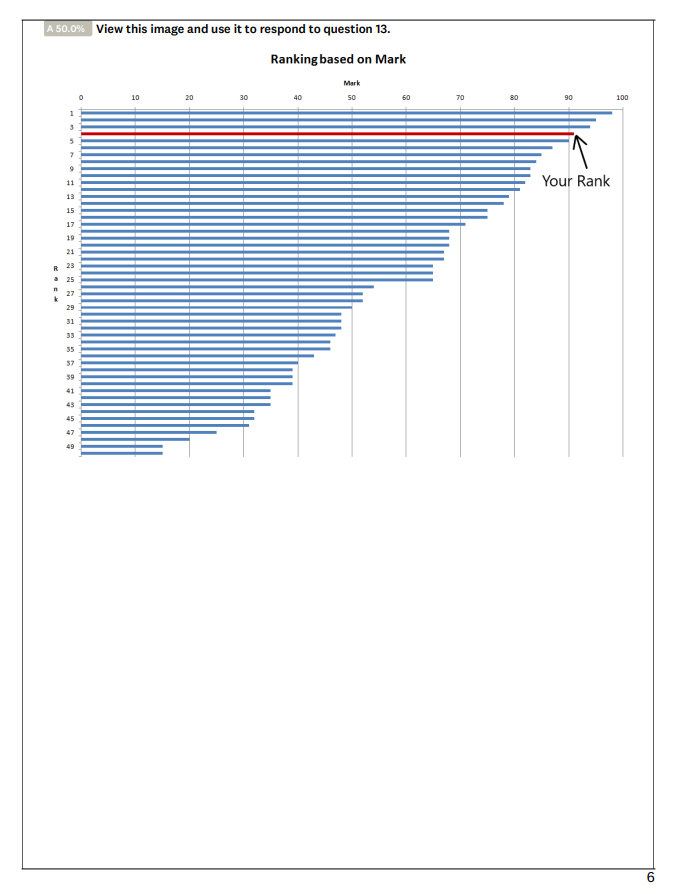 A 50.0% View this image and use it to respond to question 13.
Ranking based on Mark
Mark
0 10 20 30 40 50 60 70 80 90 100
1
3
5
7
9
11
Your Rank
13
15
17
19
21
23
25
27
29
31
33
35
37
39
41
43
45
47
49
R
a
n
k
6